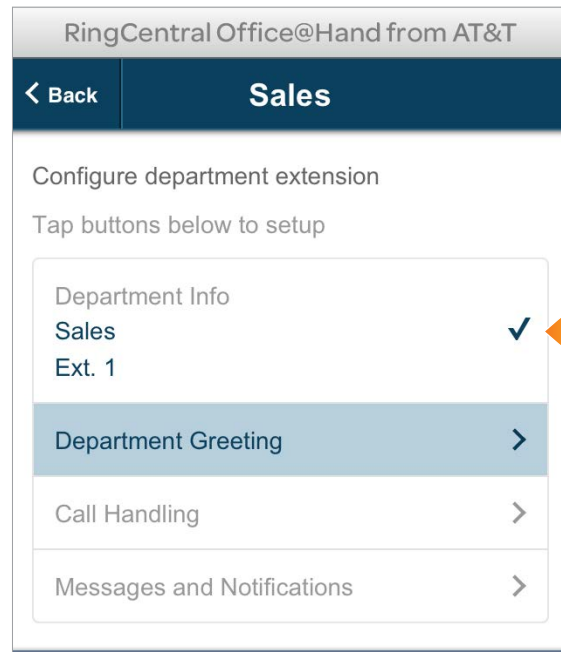 RingCentral Office@Hand from AT&T
Back
Sales
Configure department extension
Tap buttons below to setup
Department Info
Sales
Ext. 1
Department Greeting
Call Handling
Messages and Notifications